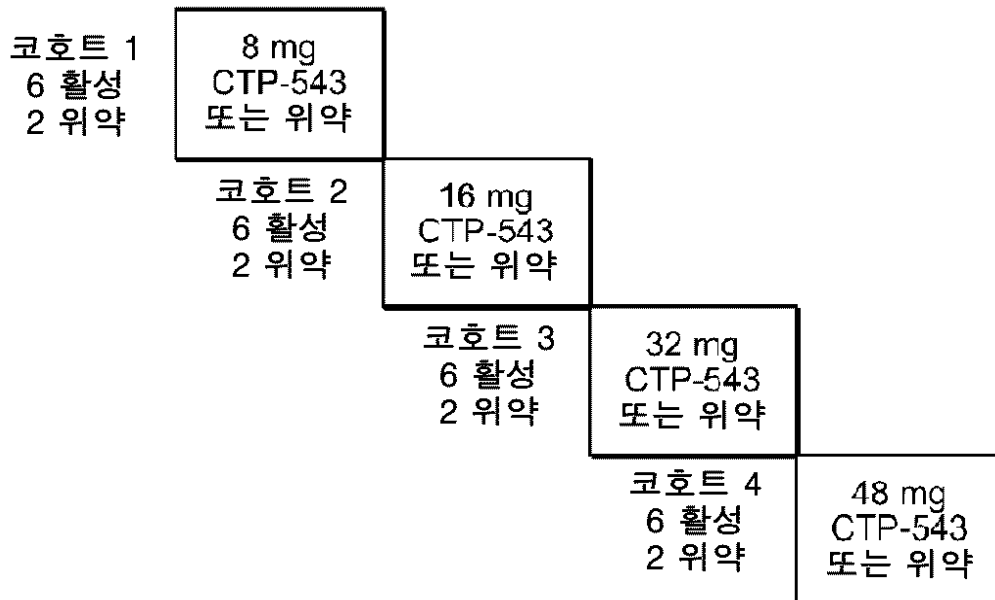 코호트 1
6 활성
2 위약
8 mg
CTP-543
또는 위약
코호트 2
6 활성
2 위약
16 mg
CTP-543
또는 위약
코호트 3
6 활성
2 위약
32 mg
CTP-543
또는 위약
코호트 4
6 활성
2 위약
48 mg
CTP-543
또는 위약